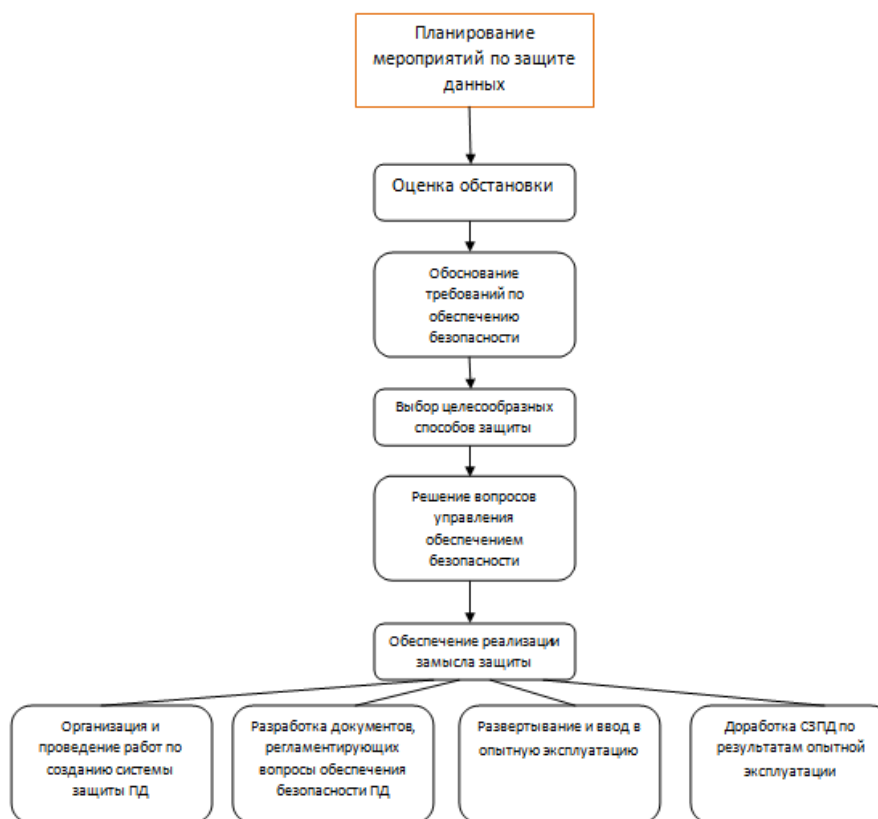 Планирование
мероприятий по защите
данных
Оценка обстановки
Обоснование
требований по
обеспечению
безопасности
Выбор целесообразных
способов защиты
Решение вопросов
управления
обеспечением
безопасности
Обеспечение реализации
замысла защиты
Организация и
проведение работ по
созданию системы
защиты ПД
Разработка документов,
регламентирующих
вопросы обеспечения
безопасности ПД
Развертывание и ввод в
опытную эксплуатацию
Доработка СЗПД по
результатам опытной
эксплуатации